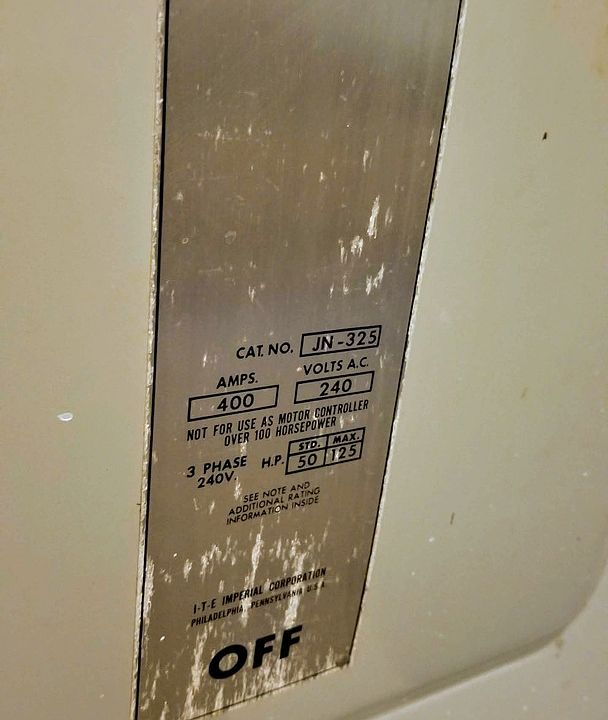 CAT. NO. JN-325
AMPS. VOLTS A.C.
400 240
NOT FOR USE AS MOTOR CONTROLLER
OVER 100 HORSEPOWER
STD. MAX.
3 PHASE H.P. 50 125
240V.
SEE NOTE AND
ADDITIONAL RATING
INFORMATION INSIDE
I-T-E IMPERIAL CORPORATION
PHILADELPHIA, PENNSYLVANIA U.S.A.
OFF